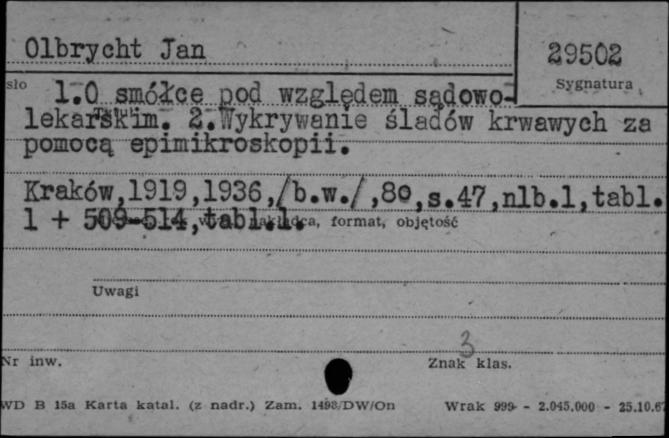 Olbrycht Jan
29502
Sygnatura
sło
1.O smółce pod względem sądowo-
lekarskim. 2.Wykrywanie śladów krwawych za
pomocą epimikroskopii.
Kraków,1919,1936,/b.w./,8o,s.47,nlb.1,tabl.
1 + 509-514,tabl.1.
format, objętość
Uwagi
3
Nr inw.
Znak klas.
WD B 15a Karta katal. (z nadr.) Zam. 1493/DW/On
Wrak 999 - 2.045.000 - 25.10.67